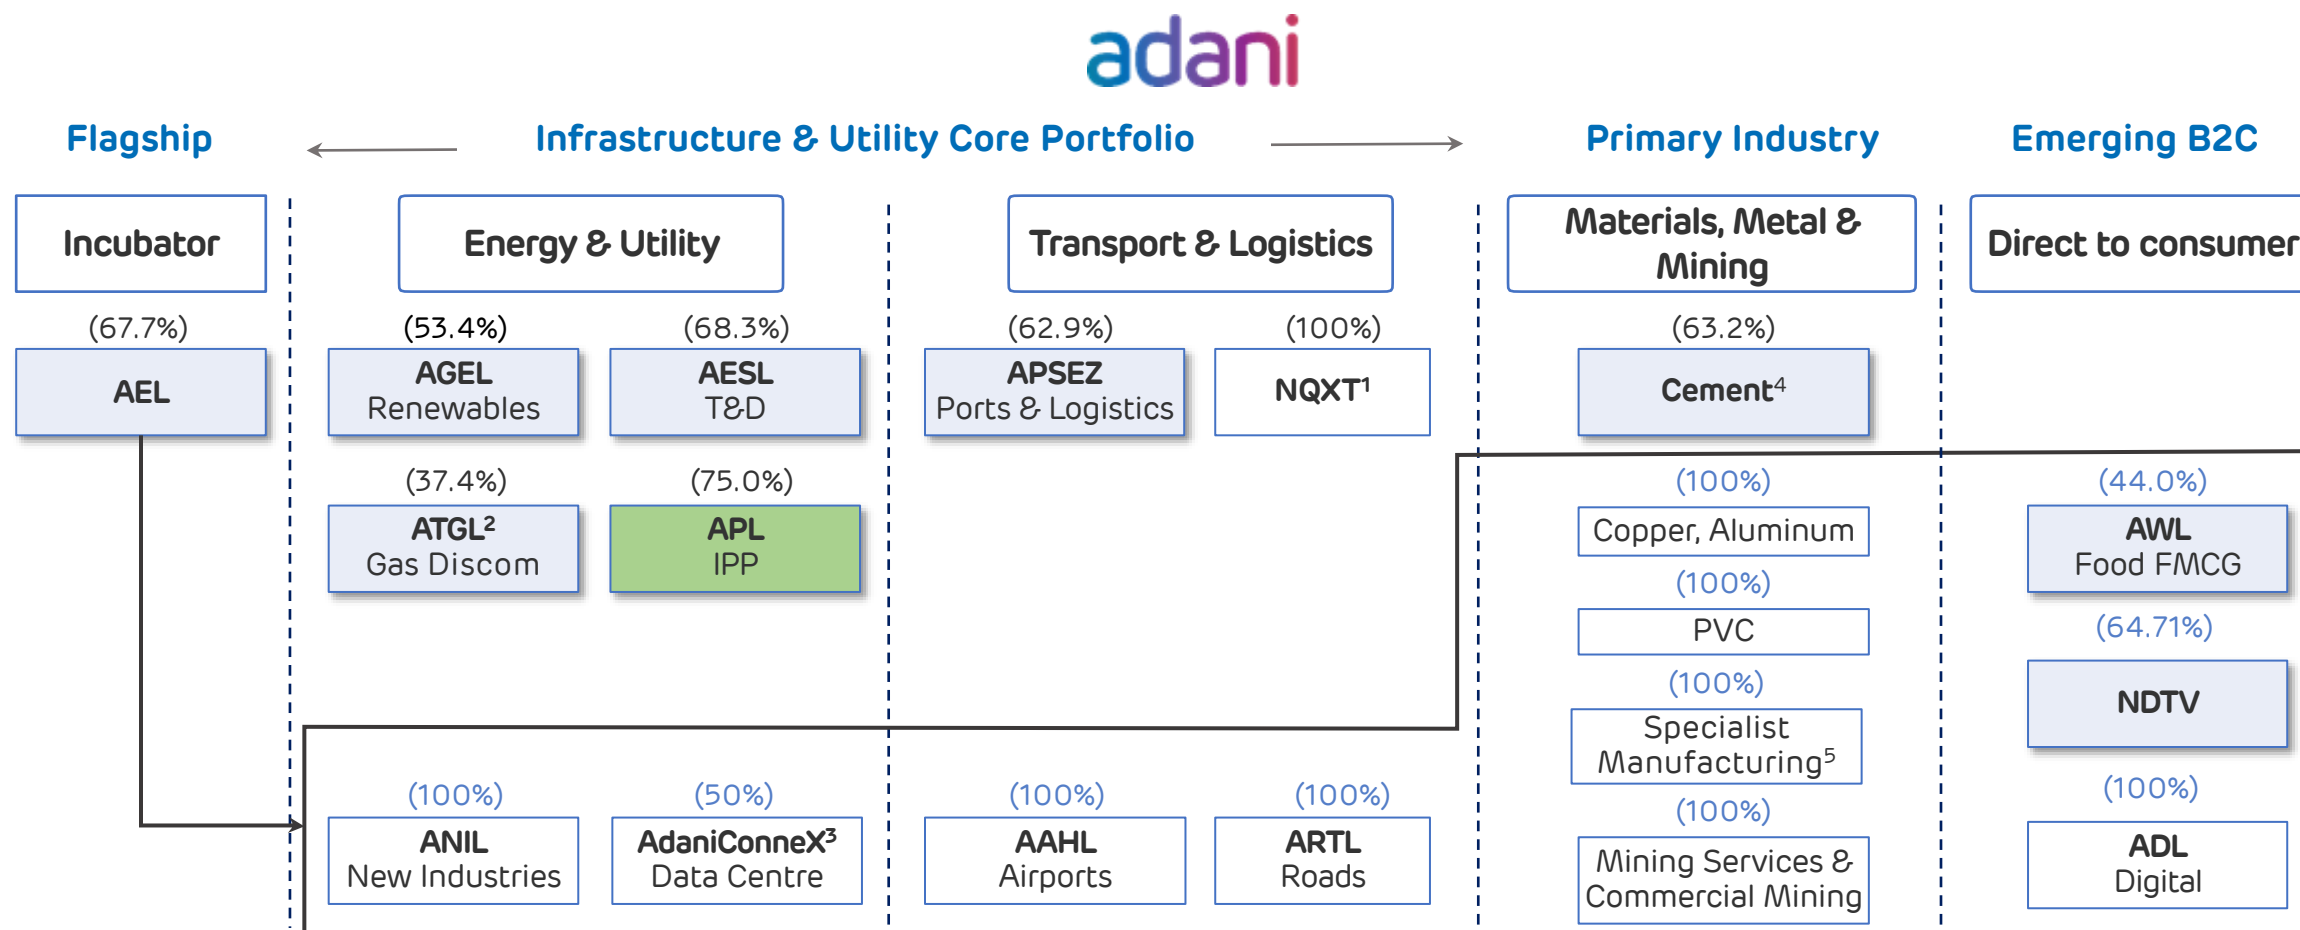 adani
Flagship
Infrastructure & Utility Core Portfolio
Primary Industry
Emerging B2C
Incubator
Energy & Utility
Transport & Logistics
Materials, Metal &
Mining
Direct to consumer
(67.7%)
(53.4%)
(68.3%)
(62.9%)
(100%)
(63.2%)
AEL
AGEL
Renewables
AESL
T&D
APSEZ
Ports & Logistics
NQXT¹
Cement⁴
(37.4%)
(75.0%)
(100%)
(44.0%)
ATGL²
Gas Discom
APL
IPP
Copper, Aluminum
AWL
Food FMCG
(100%)
PVC
(64.71%)
NDTV
(100%)
Specialist
Manufacturing⁵
(100%)
(50%)
(100%)
(100%)
(100%)
(100%)
ANIL
New Industries
AdaniConneX³
Data Centre
AAHL
Airports
ARTL
Roads
Mining Services &
Commercial Mining
ADL
Digital